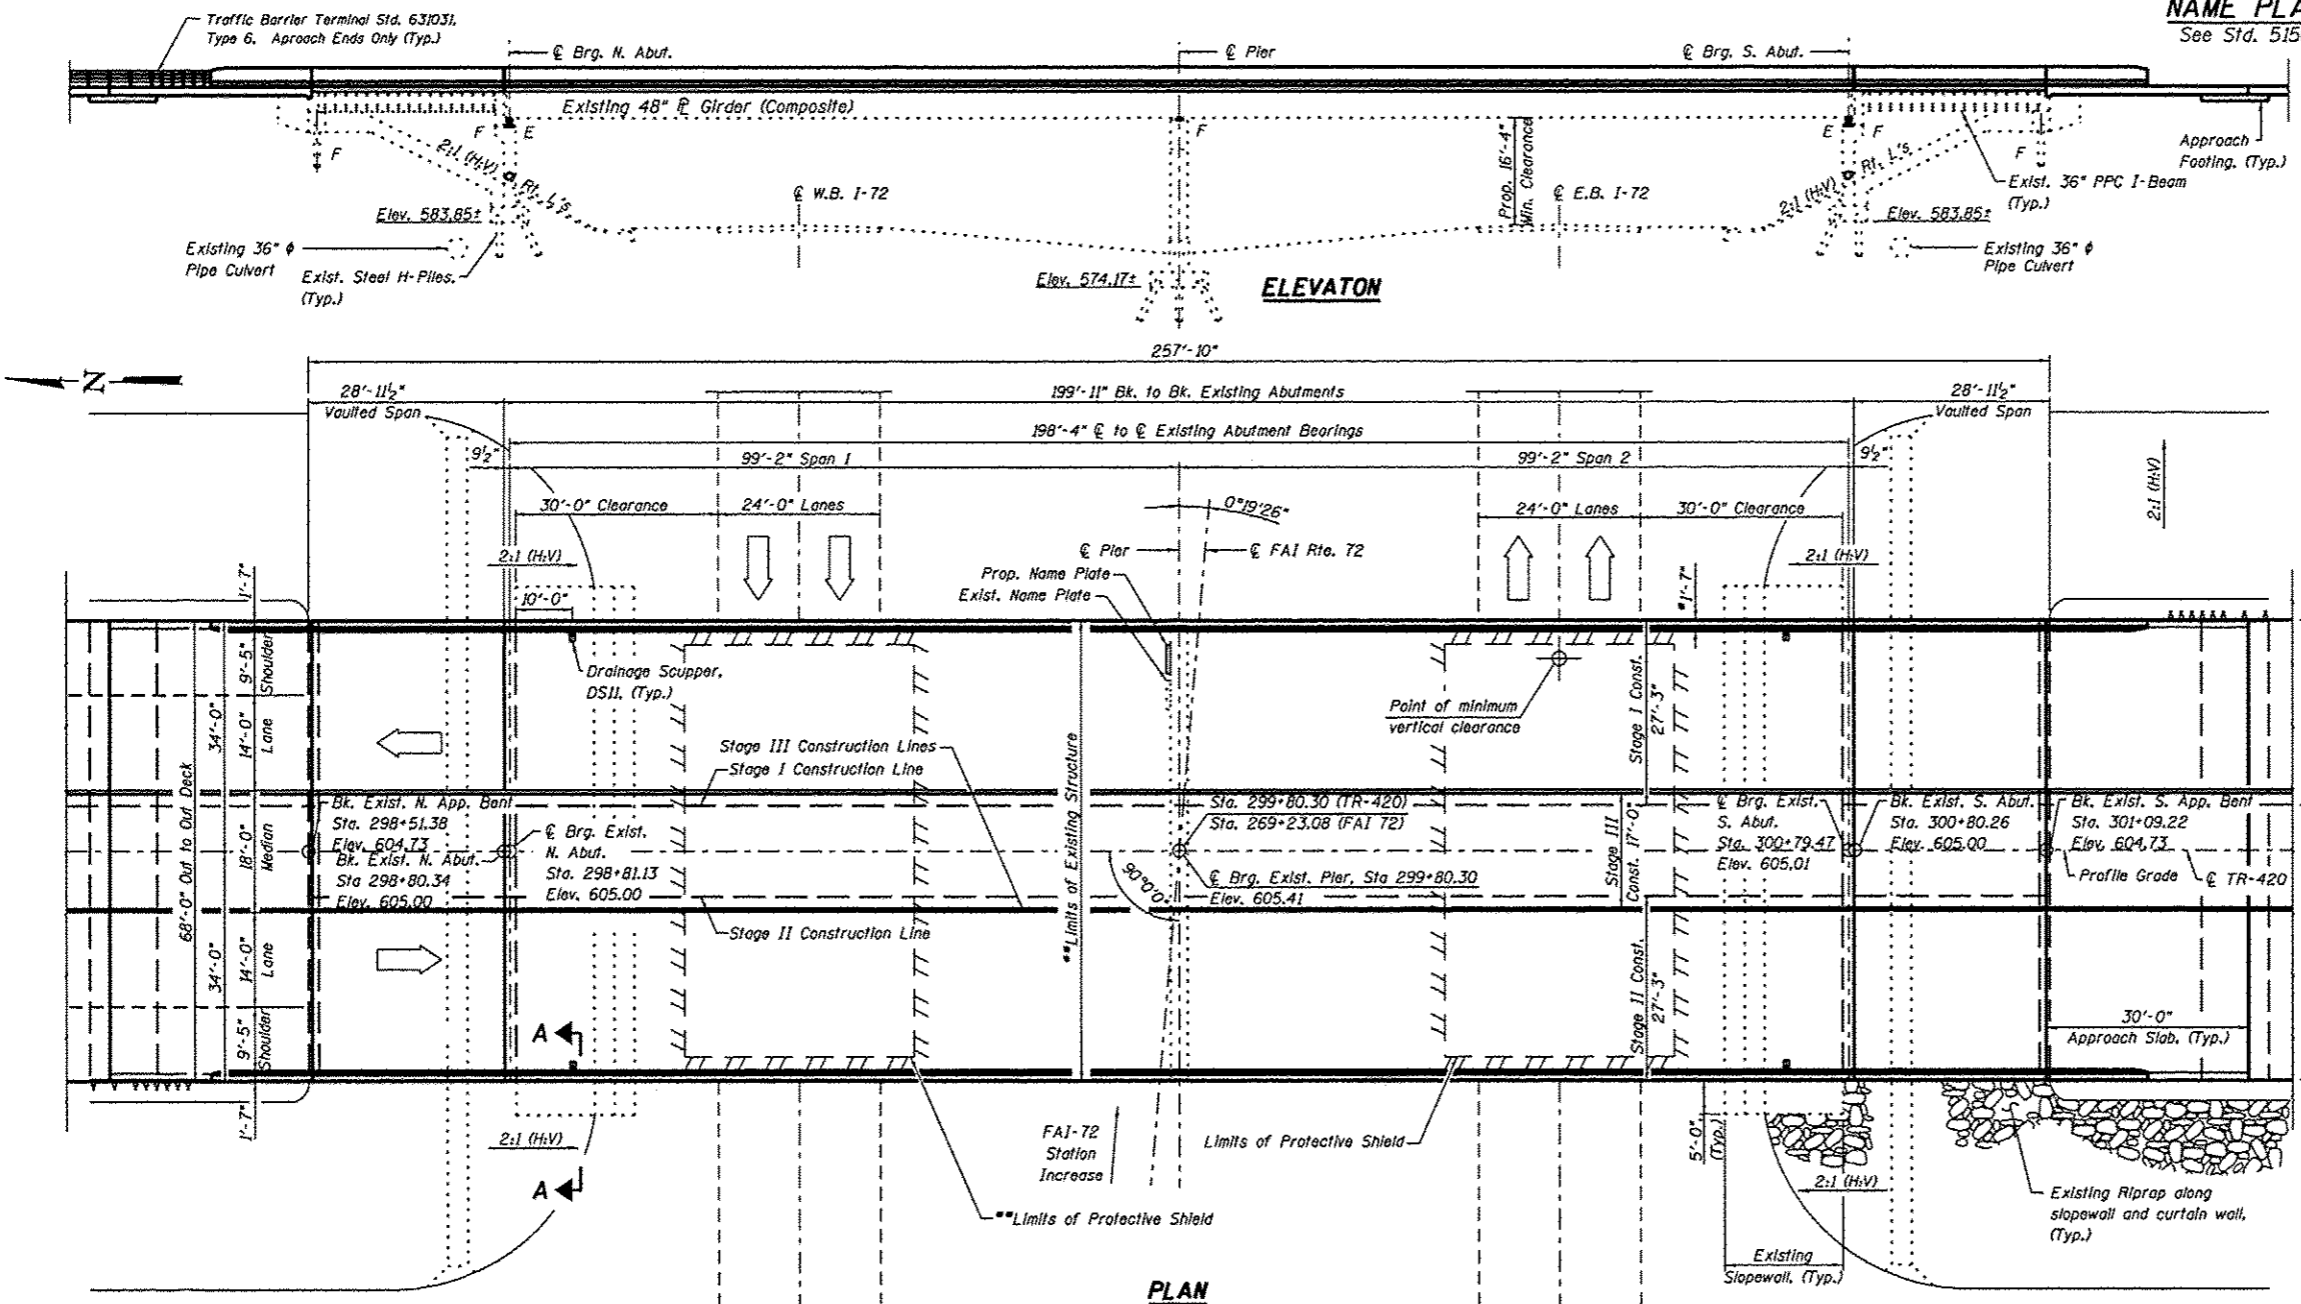 NAME PLA
See Std. 515
Traffic Barrier Terminal Std. 631031,
Type 6. Aproach Ends Only (Typ.)
℄ Brg. N. Abut.
℄ Pier
℄ Brg. S. Abut.
Existing 48" ℞ Girder (Composite)
F
E
F
F
E
F
F
2:1 (H:V)
Rt. L's
Prop. 16'-4"
Min. Clearance
2:1 (H:V)
Rt. L's
Approach
Footing. (Typ.)
Exist. 36" PPC I-Beam
(Typ.)
℄ W.B. I-72
℄ E.B. I-72
Elev. 583.85±
Elev. 583.85±
Existing 36" ϕ
Pipe Culvert
Exist. Steel H-Piles.
(Typ.)
Elev. 574.17±
Existing 36" ϕ
Pipe Culvert
ELEVATON
257'-10"
Z
28'-11½"
Vaulted Span
199'-11" Bk. to Bk. Existing Abutments
28'-11½"
Vaulted Span
198'-4" ℄ to ℄ Existing Abutment Bearings
9½"
99'-2" Span 1
99'-2" Span 2
9½"
2:1 (H:V)
30'-0" Clearance
24'-0" Lanes
0°19'26"
24'-0" Lanes
30'-0" Clearance
℄ Pier
℄ FAI Rte. 72
2:1 (H:V)
2:1 (H:V)
Prop. Name Plate
Exist. Name Plate
1'-7"
10'-0"
*1'-7"
9'-5"
Shoulder
Drainage Scupper,
DS11, (Typ.)
Point of minimum
vertical clearance
Stage I Const.
27'-3"
34'-0"
14'-0"
Lane
Stage III Construction Lines
Stage I Construction Line
**Limits of Existing Structure
68'-0" Out to Out Deck
18'-0"
Median
Bk. Exist. N. App. Bent
Sta. 298+51.38
Elev. 604.73
Bk. Exist. N. Abut.
Sta 298+80.34
Elev. 605.00
℄ Brg. Exist.
N. Abut.
Sta. 298+81.13
Elev. 605.00
Sta. 299+80.30 (TR-420)
Sta. 269+23.08 (FAI 72)
90°0'0"
℄ Brg. Exist. Pier, Sta 299+80.30
Elev. 605.41
Stage III
Const. 17'-0"
℄ Brg. Exist.
S. Abut.
Sta. 300+79.47
Elev. 605.01
Bk. Exist. S. Abut.
Sta. 300+80.26
Elev. 605.00
Bk. Exist. S. App. Bent
Sta. 301+09.22
Elev. 604.73
Profile Grade
℄ TR-420
Stage II Construction Line
34'-0"
14'-0"
Lane
Stage II Const.
27'-3"
9'-5"
Shoulder
A
30'-0"
Approach Slab. (Typ.)
1'-7"
2:1 (H:V)
A
FAI-72
Station
Increase
Limits of Protective Shield
5'-0"
(Typ.)
2:1 (H:V)
**Limits of Protective Shield
Existing Riprap along
slopewall and curtain wall.
(Typ.)
Existing
Slopewall. (Typ.)
PLAN